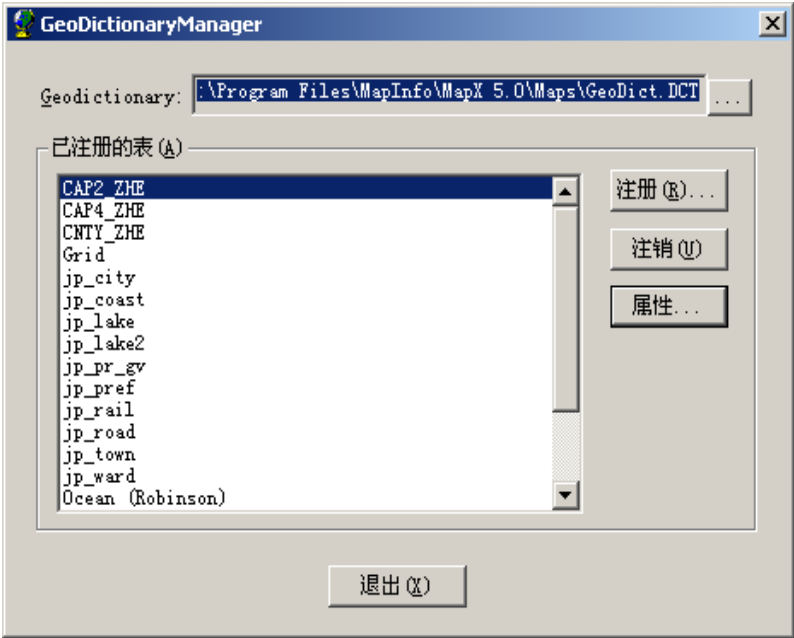 GeoDictionaryManager
Geodictionary: :\Program Files\MapInfo\MapX 5.0\Maps\GeoDict.DCT ...
已注册的表(A)
CAP2_ZHE
CAP4_ZHE
CNTY_ZHE
Grid
jp_city
jp_coast
jp_lake
jp_lake2
jp_pr_gv
jp_pref
jp_rail
jp_road
jp_town
jp_ward
Ocean (Robinson)
注册(R)...
注销(U)
属性...
退出(X)